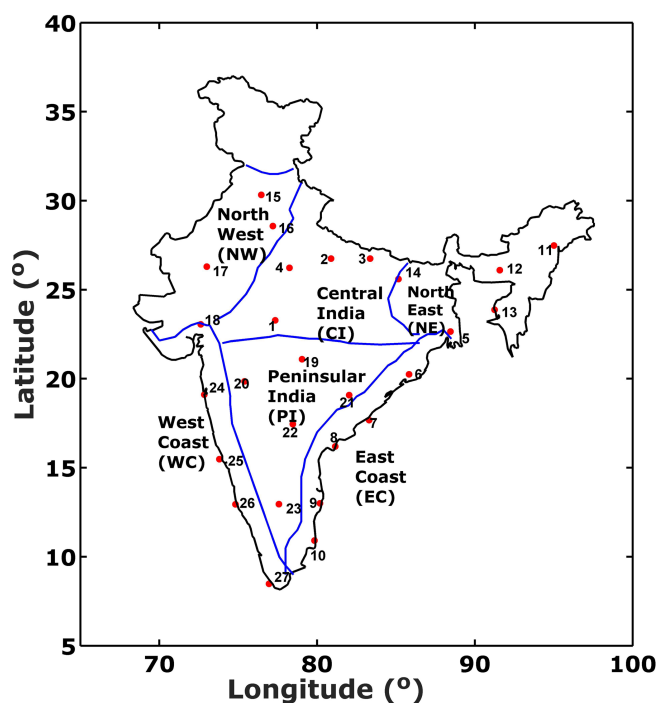 40
35
30
25
20
15
10
5
Latitude (⁰)
15
North
West
(NW)
16
17
2
3
4
14
11
12
13
Central
India
(CI)
North
East
(NE)
18
1
5
19
20
Peninsular
India
(PI)
21
6
24
22
7
8
West
Coast
(WC)
25
East
Coast
(EC)
26
23
9
10
27
70
80
90
100
Longitude (⁰)